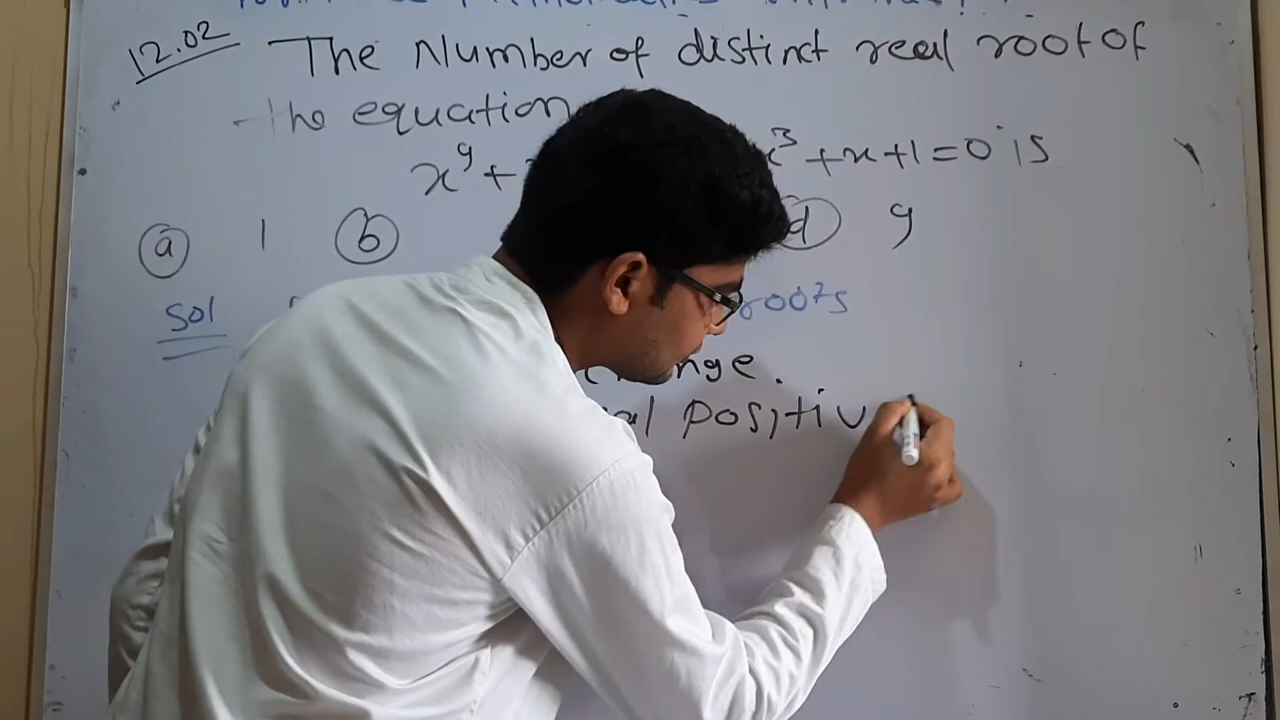 12.02 The Number of distinct real root of
the equation
x⁹+ x³+x+1=0 is
a 1 b d 9
Sol roots
nge.
al positiv